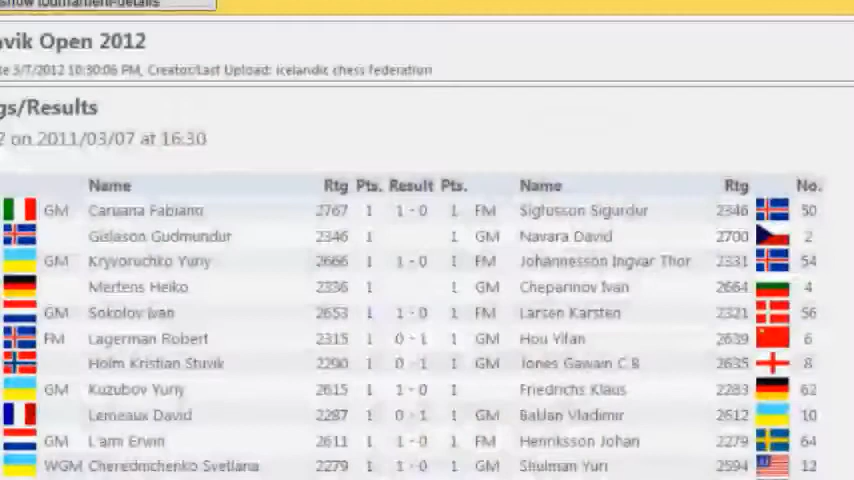 show tournament-details
avik Open 2012
te 3/7/2012 10:30:06 PM, Creator/Last Upload: icelandic chess federation
gs/Results
2 on 2011/03/07 at 16:30
Name Rtg Pts. Result Pts. Name Rtg No.
GM Caruana Fabiano 2767 1 1 - 0 1 FM Sigfusson Sigurdur 2346 50
Gislason Gudmundur 2346 1 1 GM Navara David 2700 2
GM Kryvoruchko Yuriy 2666 1 1 - 0 1 FM Johannesson Ingvar Thor 2331 54
Mertens Heiko 2336 1 1 GM Cheparinov Ivan 2664 4
GM Sokolov Ivan 2653 1 1 - 0 1 FM Larsen Karsten 2321 56
FM Lagerman Robert 2315 1 0 - 1 1 GM Hou Yifan 2639 6
Holm Kristian Stuvik 2290 1 0 - 1 1 GM Jones Gawain C B 2635 8
GM Kuzubov Yuriy 2615 1 1 - 0 1 Friedrichs Klaus 2283 62
Lemeaux David 2287 1 0 - 1 1 GM Baklan Vladimir 2612 10
GM L'ami Erwin 2611 1 1 - 0 1 FM Henriksson Johan 2279 64
WGM Cherednichenko Svetlana 2279 1 1 - 0 1 GM Shulman Yuri 2594 12